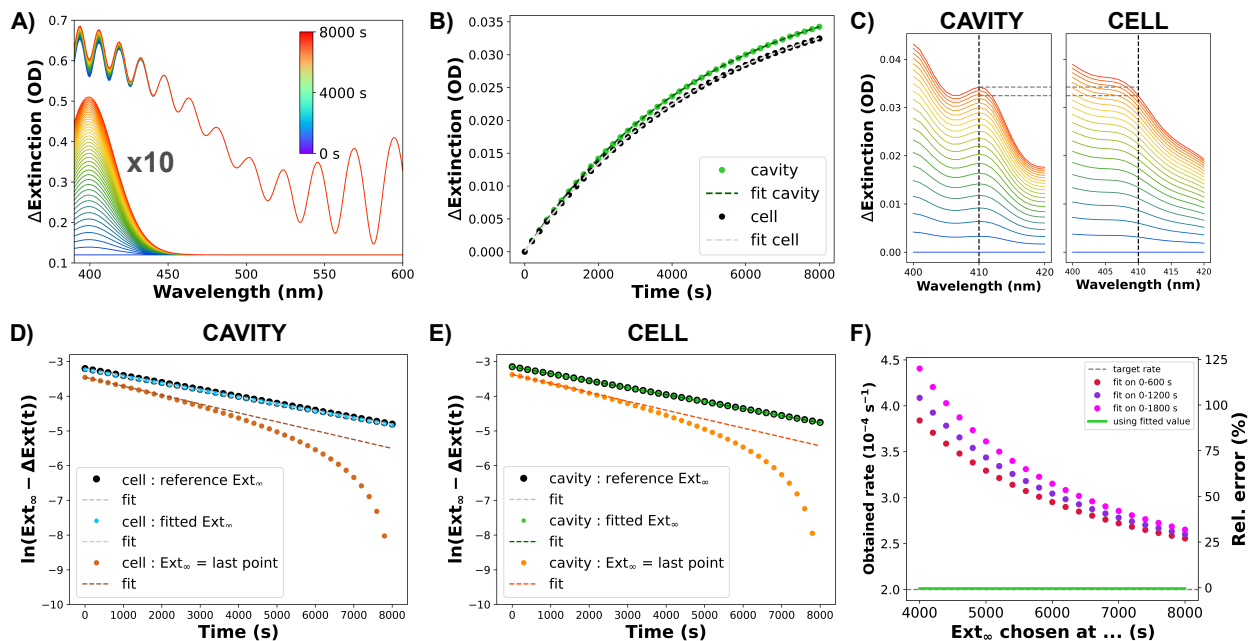 A)
0.7
0.6
0.5
0.4
0.3
0.2
0.1
ΔExtinction (OD)
8000 s
4000 s
0 s
x10
400
450
500
550
600
Wavelength (nm)
B)
0.035
0.030
0.025
0.020
0.015
0.010
0.005
0.000
ΔExtinction (OD)
cavity
fit cavity
cell
fit cell
0
2000
4000
6000
8000
Time (s)
C)
CAVITY
CELL
0.04
0.03
0.02
0.01
0.00
ΔExtinction (OD)
400
410
420
Wavelength (nm)
400
405
410
415
420
Wavelength (nm)
D)
CAVITY
−3
−4
−5
−6
−7
−8
−9
−10
ln(Ext∞ − ΔExt(t))
cell : reference Ext∞
fit
cell : fitted Ext∞
fit
cell : Ext∞ = last point
fit
0
1000
2000
3000
4000
5000
6000
7000
8000
Time (s)
E)
CELL
−3
−4
−5
−6
−7
−8
−9
−10
ln(Ext∞ − ΔExt(t))
cavity : reference Ext∞
fit
cavity : fitted Ext∞
fit
cavity : Ext∞ = last point
fit
0
1000
2000
3000
4000
5000
6000
7000
8000
Time (s)
F)
4.5
4.0
3.5
3.0
2.5
2.0
Obtained rate (10⁻⁴ s⁻¹)
target rate
fit on 0-600 s
fit on 0-1200 s
fit on 0-1800 s
using fitted value
125
100
75
50
25
0
Rel. error (%)
4000
5000
6000
7000
8000
Ext∞ chosen at ... (s)